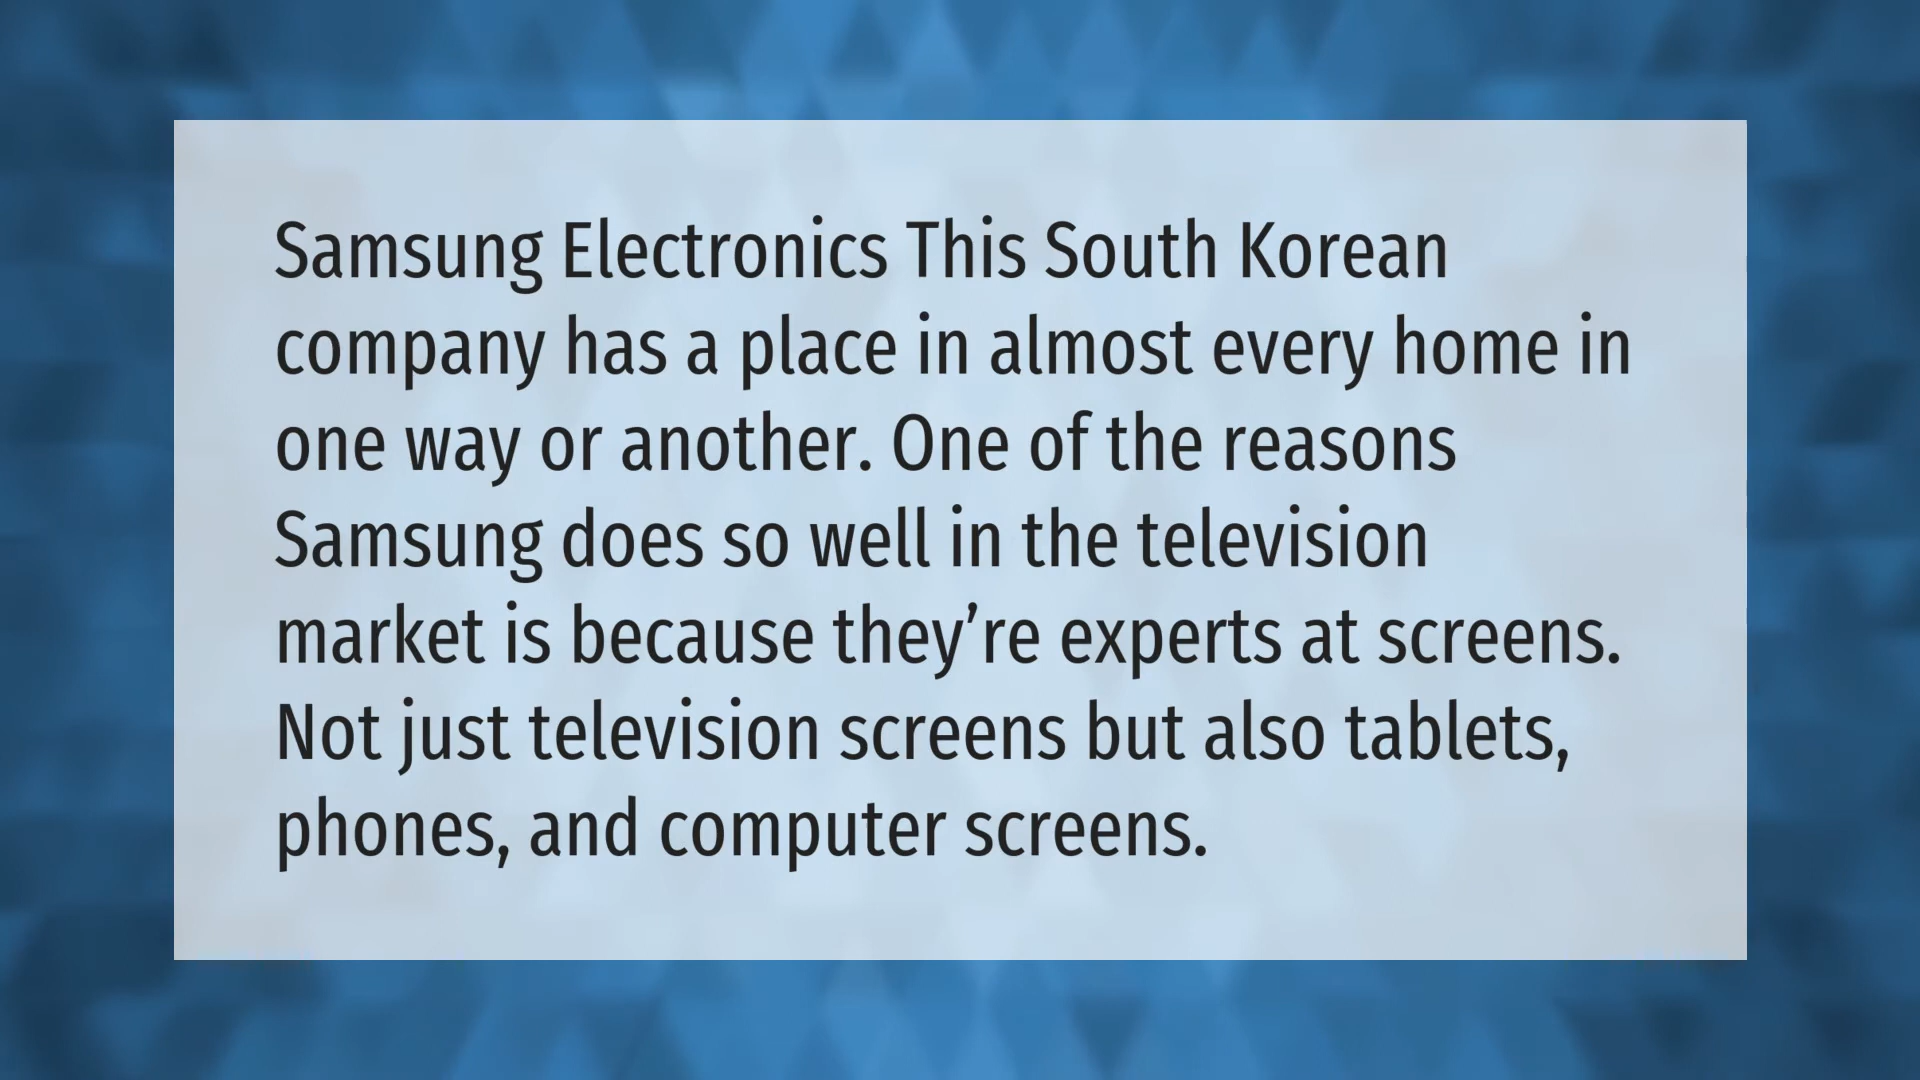 Samsung Electronics This South Korean
company has a place in almost every home in
one way or another. One of the reasons
Samsung does so well in the television
market is because they’re experts at screens.
Not just television screens but also tablets,
phones, and computer screens.